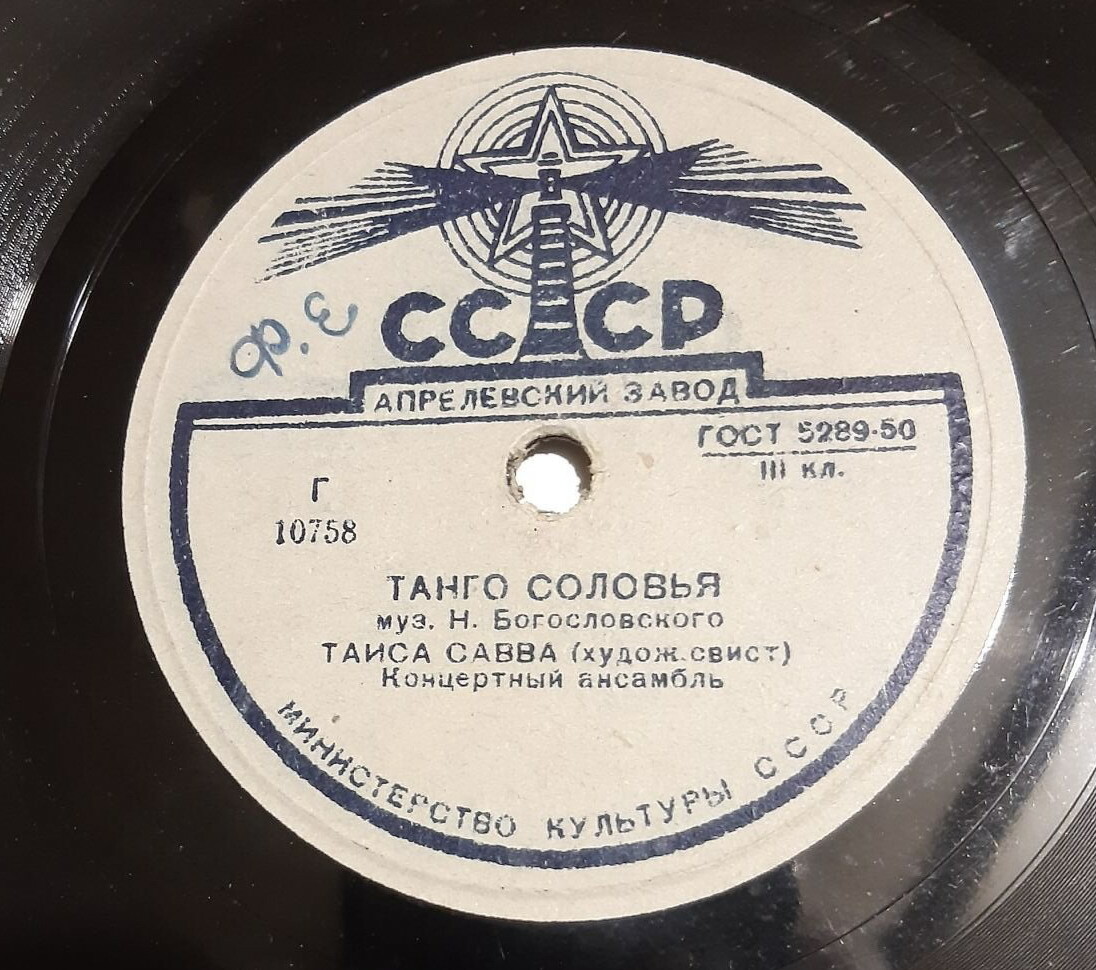 СССР
Ф. Е
АПРЕЛЕВСКИЙ ЗАВОД
ГОСТ 5289-50
III кл.
Г
10758
ТАНГО СОЛОВЬЯ
муз. Н. Богословского
ТАИСА САВВА (худож. свист)
Концертный ансамбль
МИНИСТЕРСТВО КУЛЬТУРЫ СССР